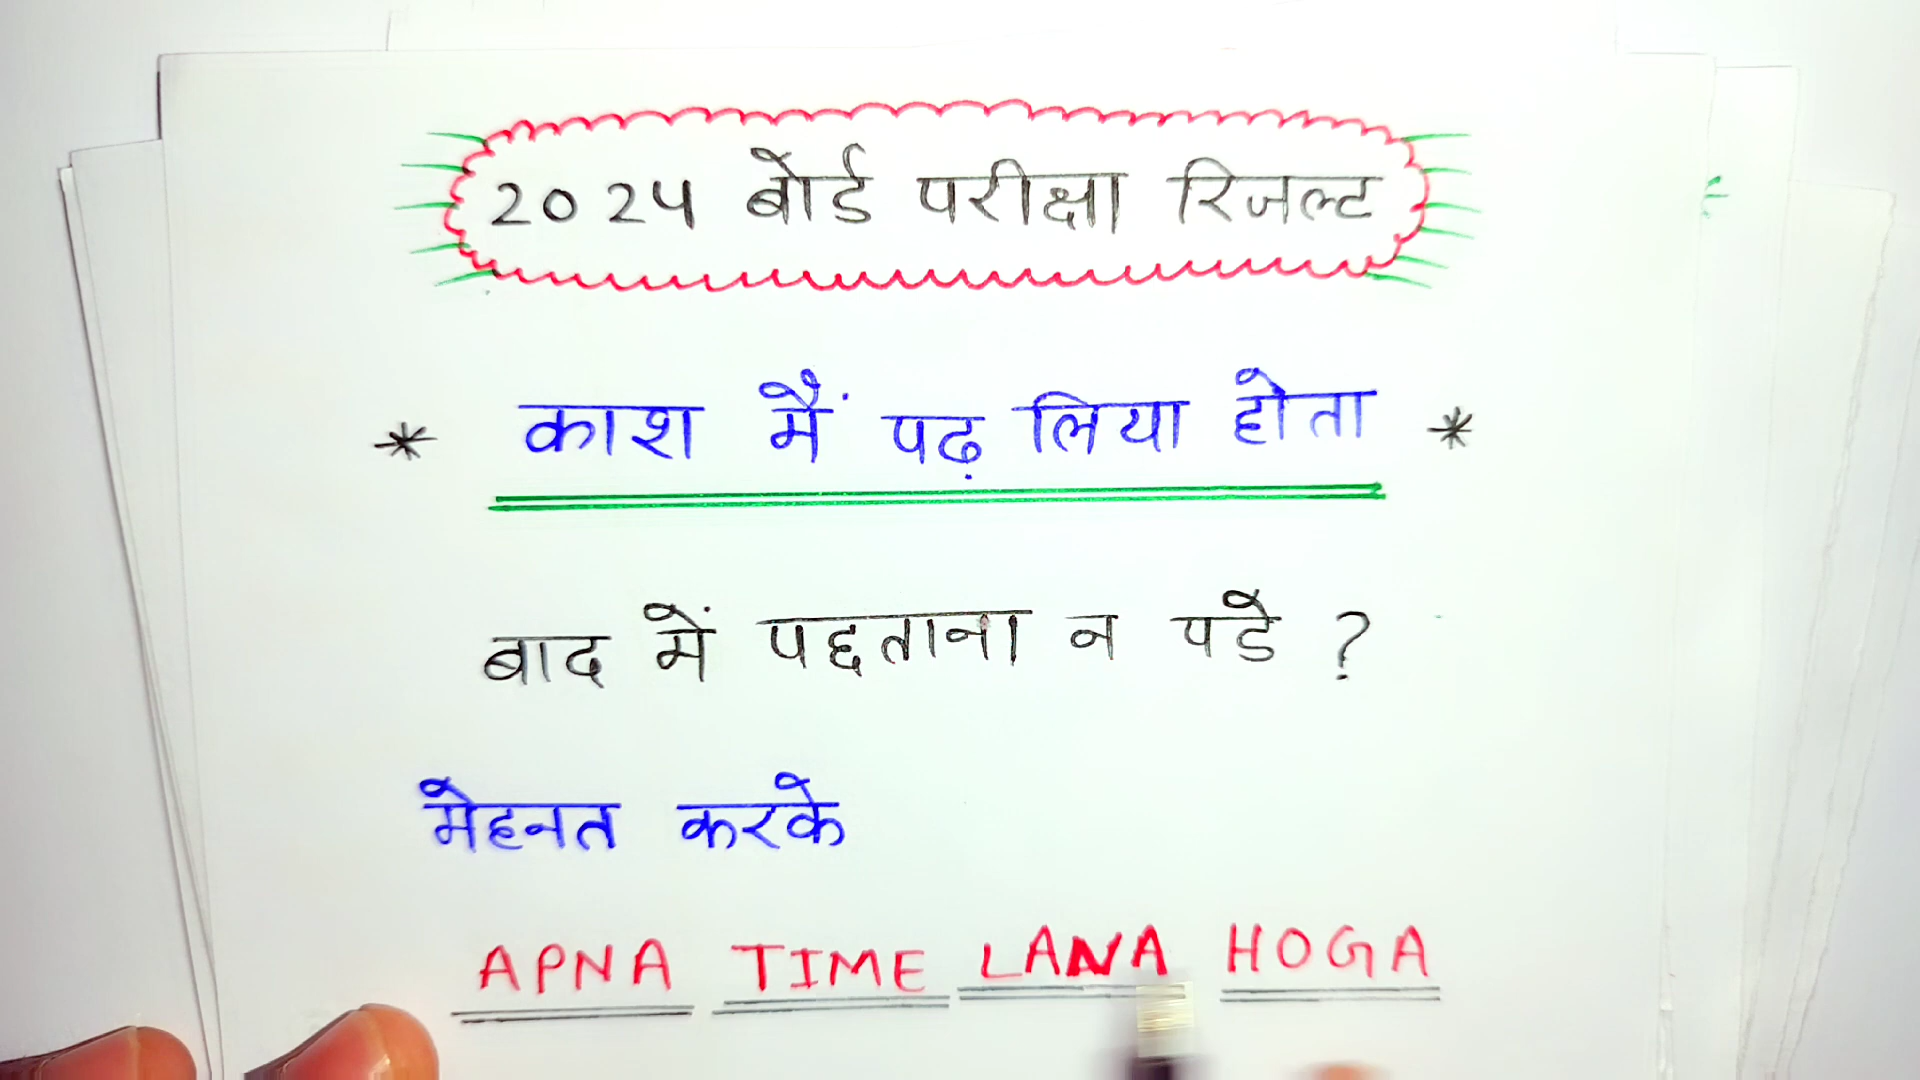 2024 बोर्ड परीक्षा रिजल्ट
* काश मैं पढ़ लिया होता *
बाद में पछताना न पडे ?
मेहनत करके
APNA TIME LANA HOGA